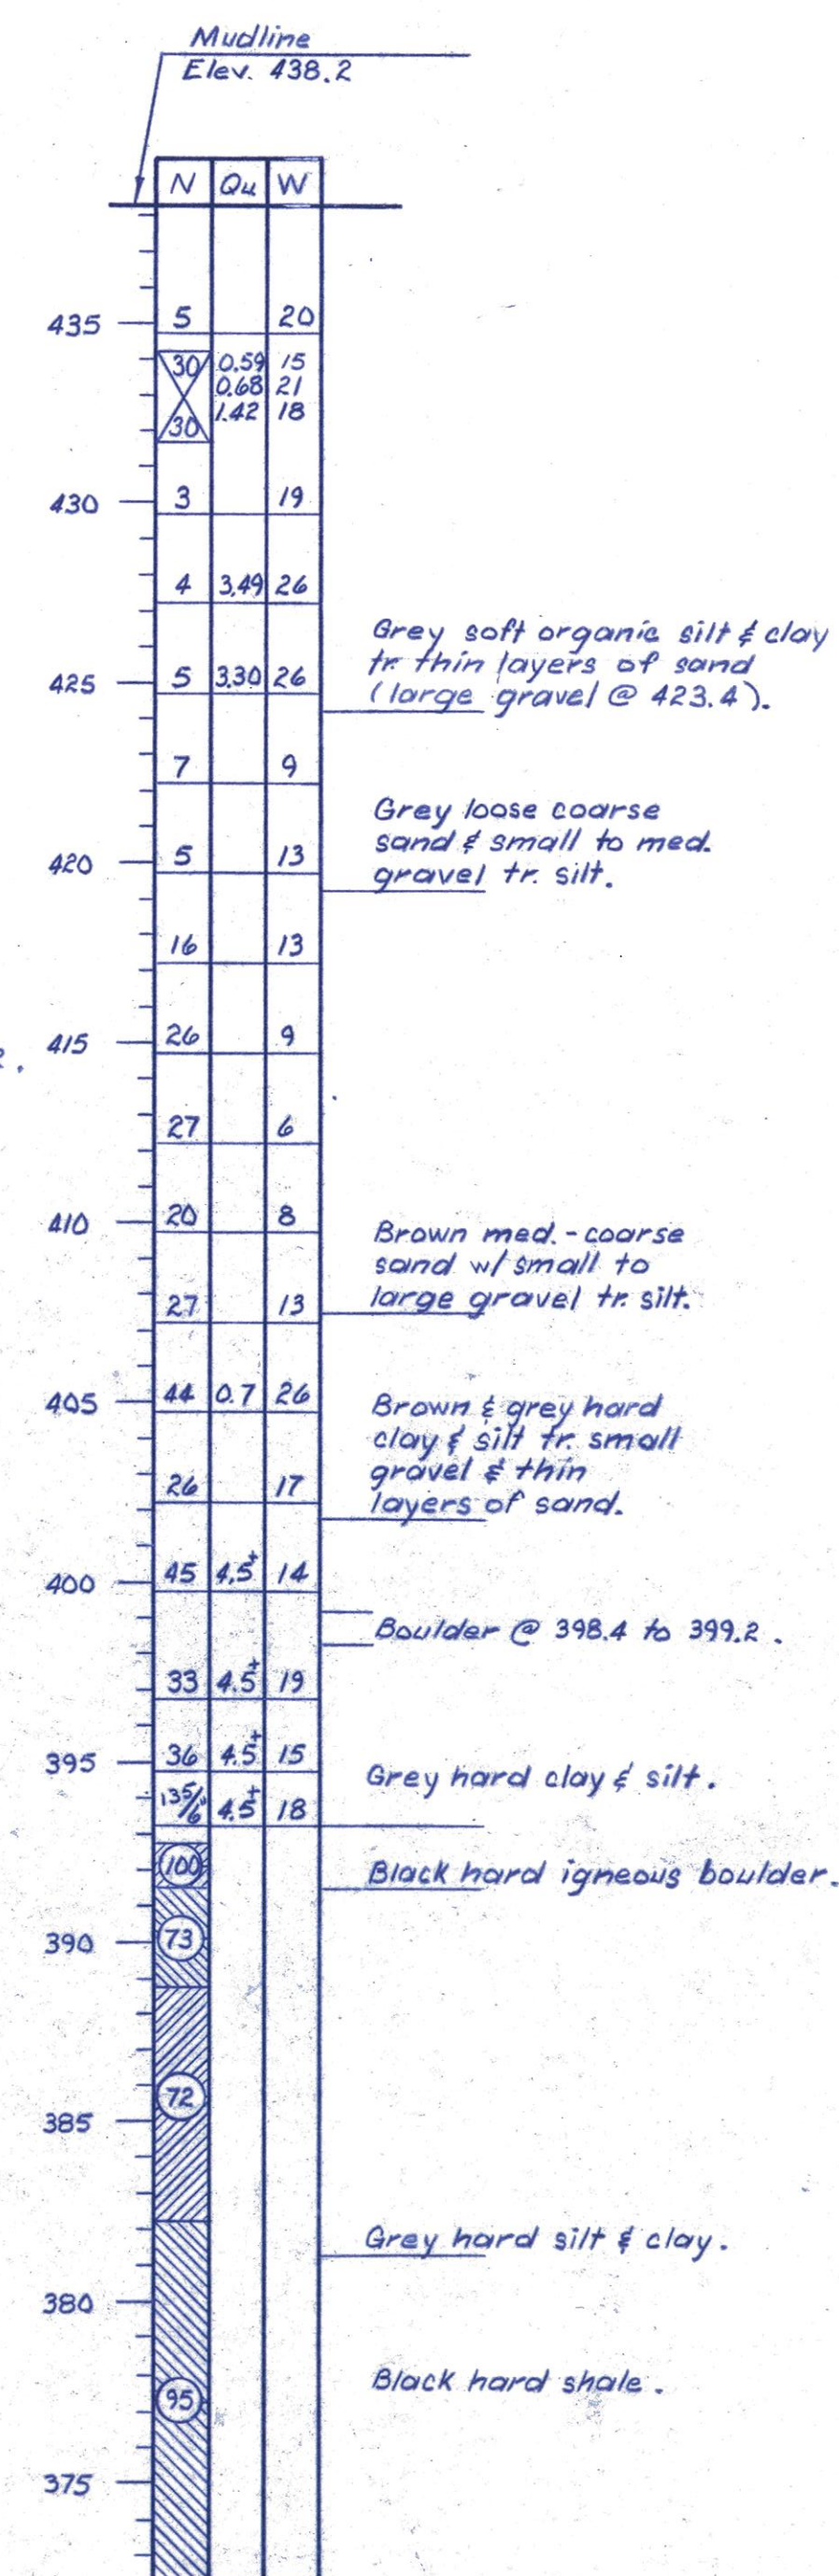 Mudline
Elev. 438.2
N Qu W
435 5 20
30 0.59 15
0.68 21
30 1.42 18
430 3 19
4 3.49 26
Grey soft organic silt & clay
tr. thin layers of sand
425 5 3.30 26
(large gravel @ 423.4).
7 9
Grey loose coarse
sand & small to med.
420 5 13
gravel tr. silt.
16 13
415 26 9
27 6
410 20 8
Brown med.-coarse
sand w/ small to
large gravel tr. silt.
27 13
405 44 0.7 26
Brown & grey hard
clay & silt tr. small
gravel & thin
26 17
layers of sand.
400 45 4.5+ 14
Boulder @ 398.4 to 399.2.
33 4.5+ 19
395 36 4.5+ 15
Grey hard clay & silt.
135/6" 4.5+ 18
100
Black hard igneous boulder.
390 73
72
385
Grey hard silt & clay.
380
Black hard shale.
95
375